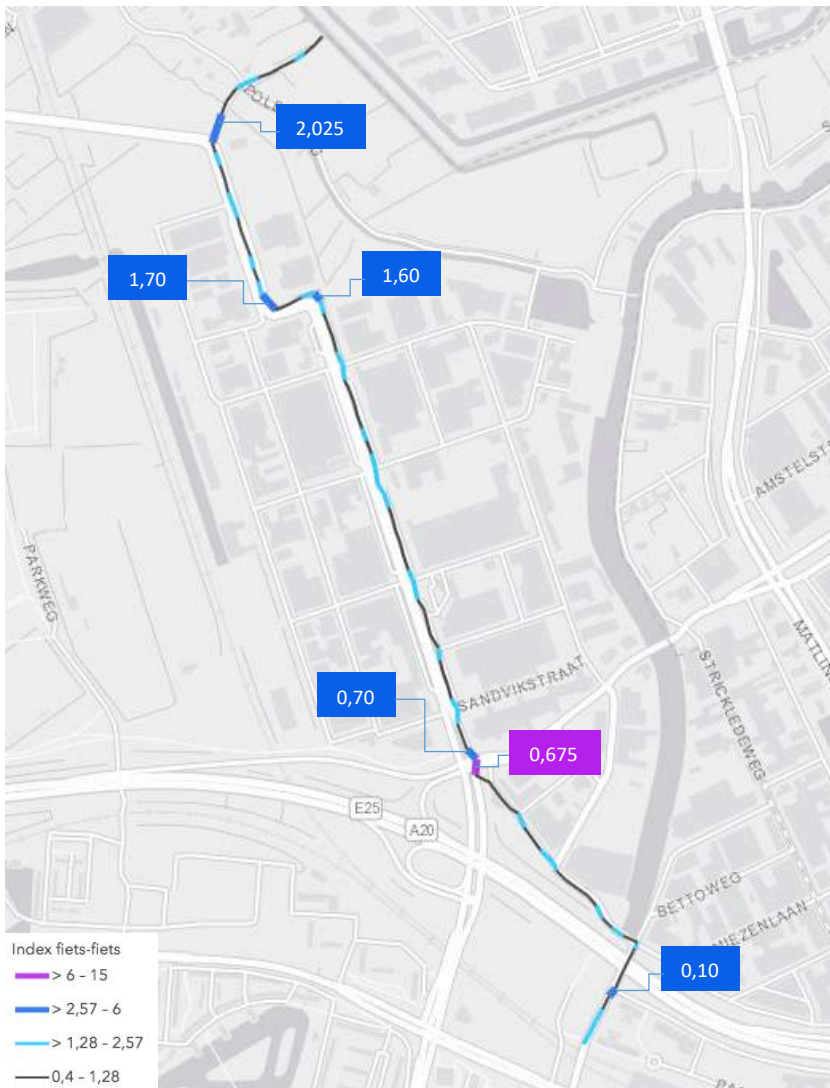 2,025
1,70
1,60
AMSTELST
PARKWEG
MATLIN
STRICKLEDEWEG
SANDVIKSTRAAT
0,70
0,675
E25
A20
BETTOWEG
MIEZENLAAN
0,10
Index fiets-fiets
> 6 - 15
> 2,57 - 6
> 1,28 - 2,57
0,4 - 1,28